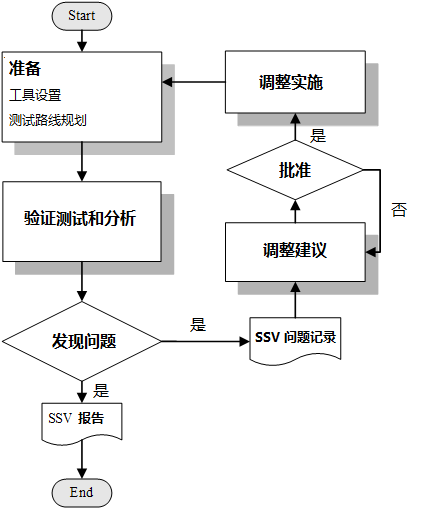 Start
准备
工具设置
测试路线规划
调整实施
是
批准
否
验证测试和分析
调整建议
发现问题
是
SSV 问题记录
是
SSV 报告
End